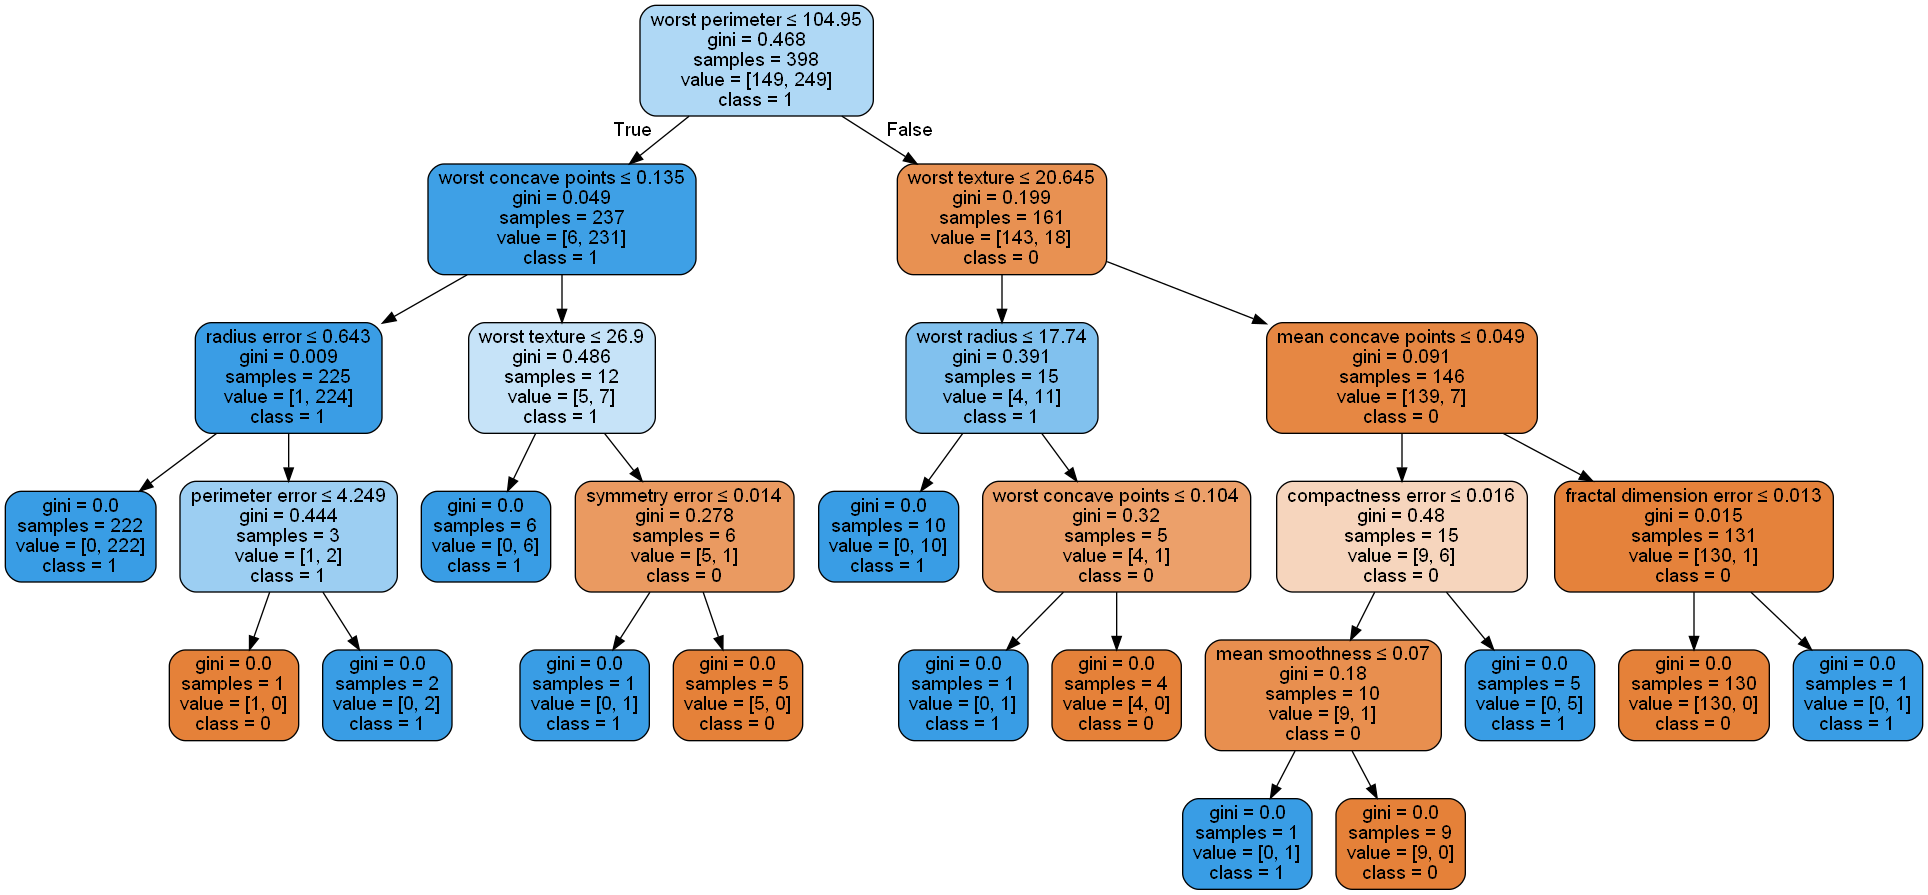 worst perimeter ≤ 104.95
gini = 0.468
samples = 398
value = [149, 249]
class = 1
True
False
worst concave points ≤ 0.135
gini = 0.049
samples = 237
value = [6, 231]
class = 1
worst texture ≤ 20.645
gini = 0.199
samples = 161
value = [143, 18]
class = 0
radius error ≤ 0.643
gini = 0.009
samples = 225
value = [1, 224]
class = 1
worst texture ≤ 26.9
gini = 0.486
samples = 12
value = [5, 7]
class = 1
worst radius ≤ 17.74
gini = 0.391
samples = 15
value = [4, 11]
class = 1
mean concave points ≤ 0.049
gini = 0.091
samples = 146
value = [139, 7]
class = 0
gini = 0.0
samples = 222
value = [0, 222]
class = 1
perimeter error ≤ 4.249
gini = 0.444
samples = 3
value = [1, 2]
class = 1
gini = 0.0
samples = 6
value = [0, 6]
class = 1
symmetry error ≤ 0.014
gini = 0.278
samples = 6
value = [5, 1]
class = 0
gini = 0.0
samples = 10
value = [0, 10]
class = 1
worst concave points ≤ 0.104
gini = 0.32
samples = 5
value = [4, 1]
class = 0
compactness error ≤ 0.016
gini = 0.48
samples = 15
value = [9, 6]
class = 0
fractal dimension error ≤ 0.013
gini = 0.015
samples = 131
value = [130, 1]
class = 0
gini = 0.0
samples = 1
value = [1, 0]
class = 0
gini = 0.0
samples = 2
value = [0, 2]
class = 1
gini = 0.0
samples = 1
value = [0, 1]
class = 1
gini = 0.0
samples = 5
value = [5, 0]
class = 0
gini = 0.0
samples = 1
value = [0, 1]
class = 1
gini = 0.0
samples = 4
value = [4, 0]
class = 0
mean smoothness ≤ 0.07
gini = 0.18
samples = 10
value = [9, 1]
class = 0
gini = 0.0
samples = 5
value = [0, 5]
class = 1
gini = 0.0
samples = 130
value = [130, 0]
class = 0
gini = 0.0
samples = 1
value = [0, 1]
class = 1
gini = 0.0
samples = 1
value = [0, 1]
class = 1
gini = 0.0
samples = 9
value = [9, 0]
class = 0